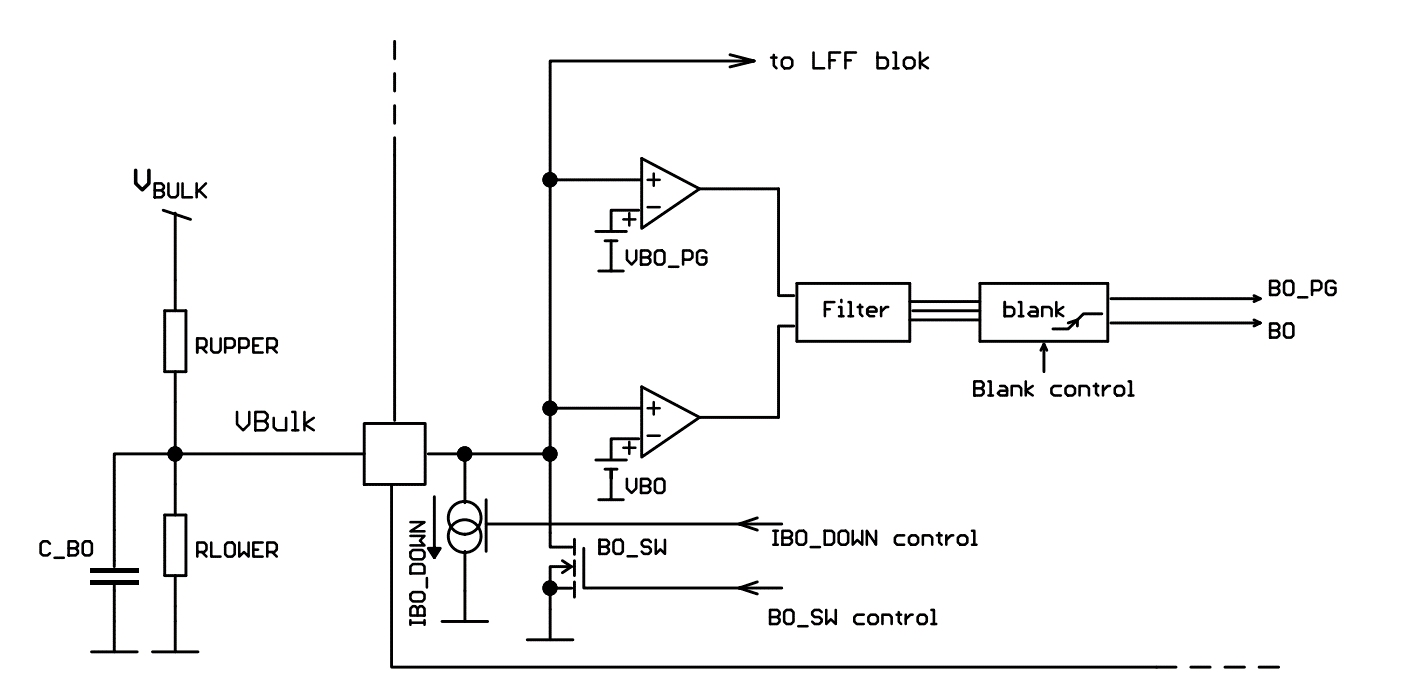 to LFF blok
VBULK
+
−
+
VBO_PG
RUPPER
Filter
blank
BO_PG
BO
Blank control
VBulk
+
−
+
VBO
C_BO
RLOWER
IBO_DOWN
BO_SW
IBO_DOWN control
BO_SW control